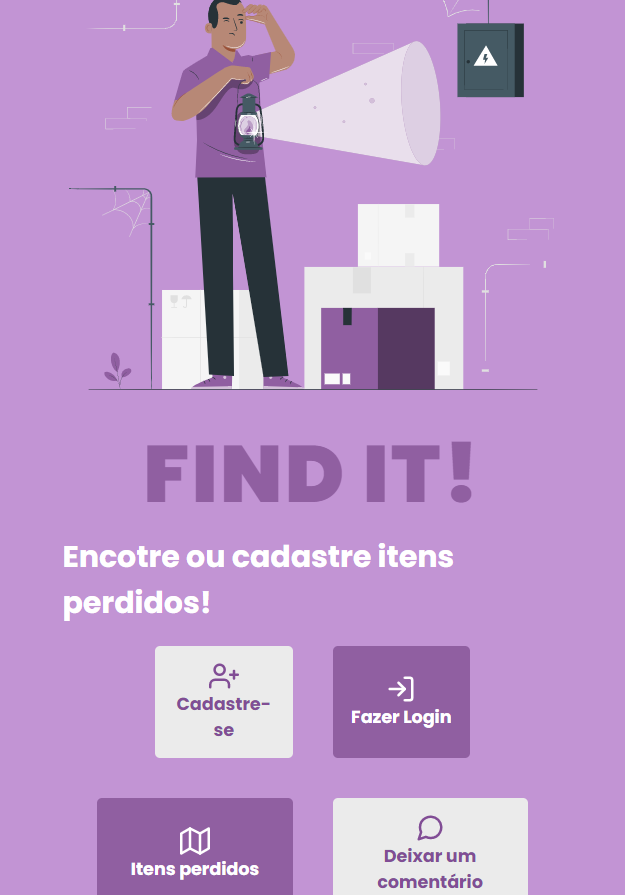 FIND IT!
Encotre ou cadastre itens
perdidos!
Cadastre-
se
Fazer Login
Itens perdidos
Deixar um
comentário